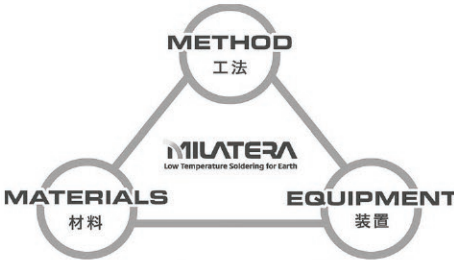 METHOD
工法
MILATERA
Low Temperature Soldering for Earth
MATERIALS
材料
EQUIPMENT
装置